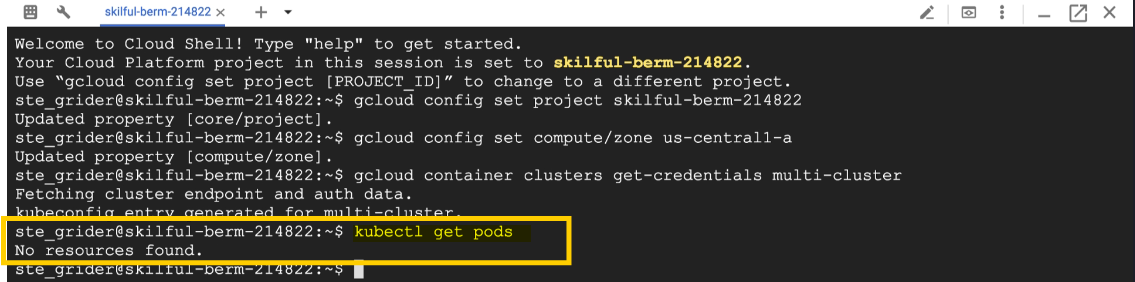 skilful-berm-214822
Welcome to Cloud Shell! Type "help" to get started.
Your Cloud Platform project in this session is set to skilful-berm-214822.
Use “gcloud config set project [PROJECT_ID]” to change to a different project.
ste_grider@skilful-berm-214822:~$ gcloud config set project skilful-berm-214822
Updated property [core/project].
ste_grider@skilful-berm-214822:~$ gcloud config set compute/zone us-central1-a
Updated property [compute/zone].
ste_grider@skilful-berm-214822:~$ gcloud container clusters get-credentials multi-cluster
Fetching cluster endpoint and auth data.
kubeconfig entry generated for multi-cluster.
ste_grider@skilful-berm-214822:~$ kubectl get pods
No resources found.
ste_grider@skilful-berm-214822:~$